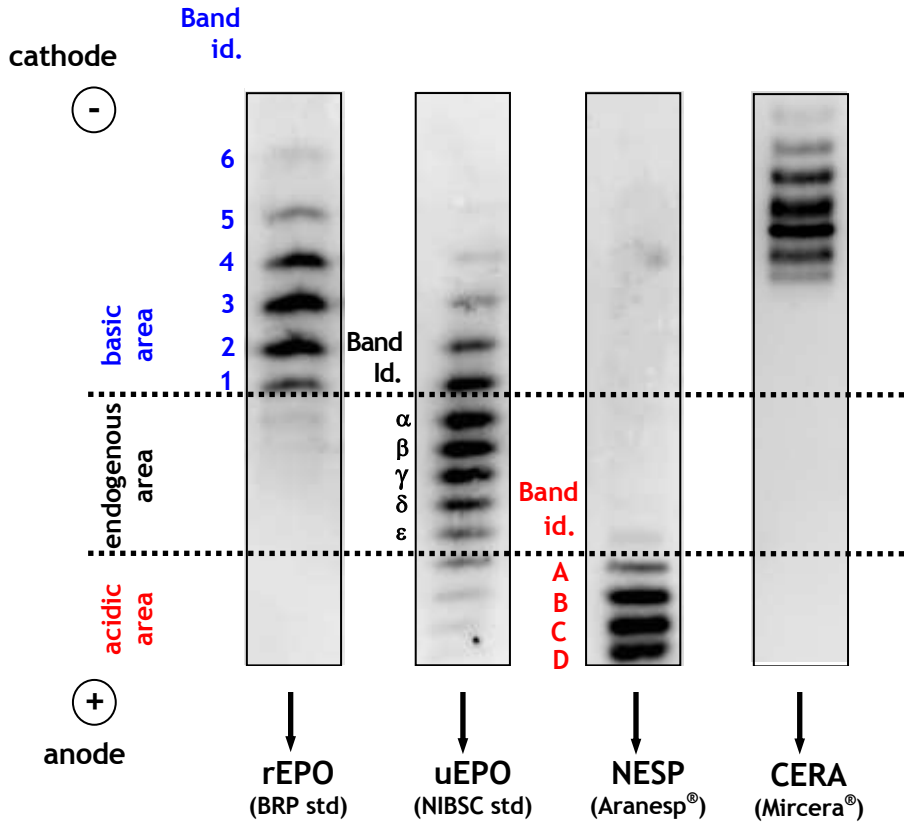 Band
id.
cathode
-
6
5
4
3
2
1
basic
area
Band
Id.
α
β
γ
δ
ε
endogenous
area
Band
id.
A
B
C
D
acidic
area
+
anode
rEPO
(BRP std)
uEPO
(NIBSC std)
NESP
(Aranesp®)
CERA
(Mircera®)